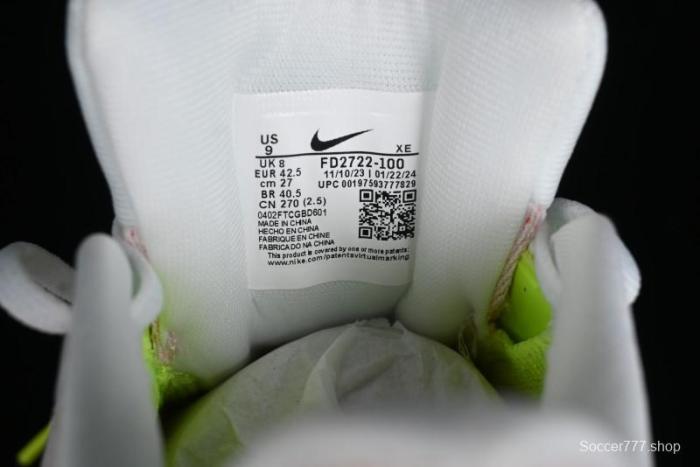 US
9
XE
UK 8
FD2722-100
EUR 42.5
11/10/23 | 01/22/24
cm 27
UPC 00197593777829
BR 40.5
CN 270 (2.5)
0402FTCGBD601
MADE IN CHINA
HECHO EN CHINA
FABRIQUE EN CHINE
FABRICADO NA CHINA
This product is covered by one or more patents:
www.nike.com/patentsvirtualmarking
Soccer777.shop